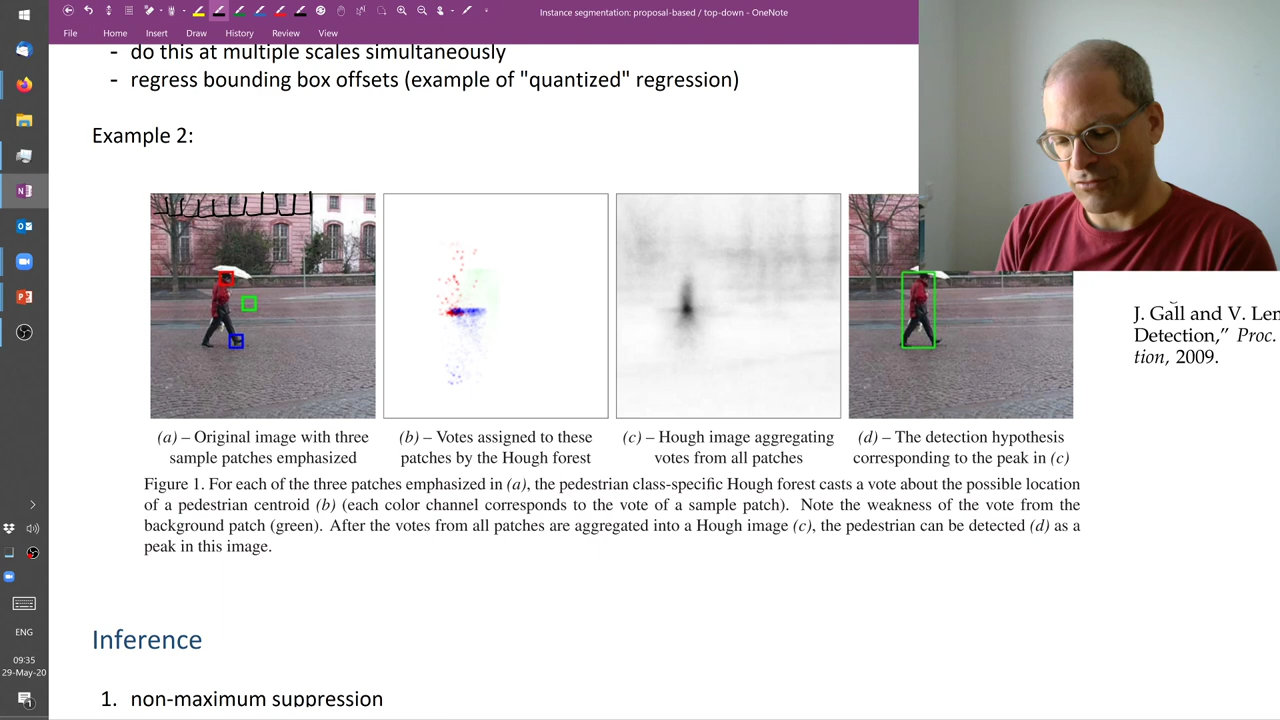 Instance segmentation: proposal-based / top-down - OneNote
File Home Insert Draw History Review View
- do this at multiple scales simultaneously
- regress bounding box offsets (example of "quantized" regression)
Example 2:
(a) – Original image with three sample patches emphasized
(b) – Votes assigned to these patches by the Hough forest
(c) – Hough image aggregating votes from all patches
(d) – The detection hypothesis corresponding to the peak in (c)
J. Gall and V. Lem
Detection,” Proc.
tion, 2009.
Figure 1. For each of the three patches emphasized in (a), the pedestrian class-specific Hough forest casts a vote about the possible location
of a pedestrian centroid (b) (each color channel corresponds to the vote of a sample patch). Note the weakness of the vote from the
background patch (green). After the votes from all patches are aggregated into a Hough image (c), the pedestrian can be detected (d) as a
peak in this image.
Inference
1. non-maximum suppression
ENG
09:35
29-May-20
1